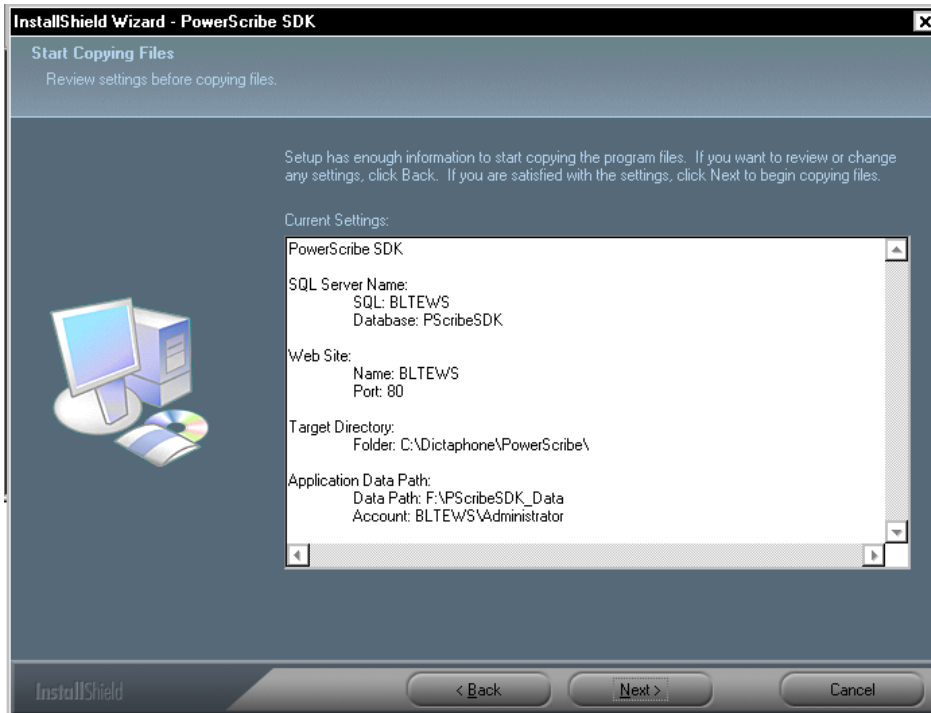 InstallShield Wizard - PowerScribe SDK
Start Copying Files
Review settings before copying files.
Setup has enough information to start copying the program files. If you want to review or change
any settings, click Back. If you are satisfied with the settings, click Next to begin copying files.
Current Settings:
PowerScribe SDK
SQL Server Name:
SQL: BLTEWS
Database: PScribeSDK
Web Site:
Name: BLTEWS
Port: 80
Target Directory:
Folder: C:\Dictaphone\PowerScribe\
Application Data Path:
Data Path: F:\PScribeSDK_Data
Account: BLTEWS\Administrator
InstallShield
< Back
Next >
Cancel